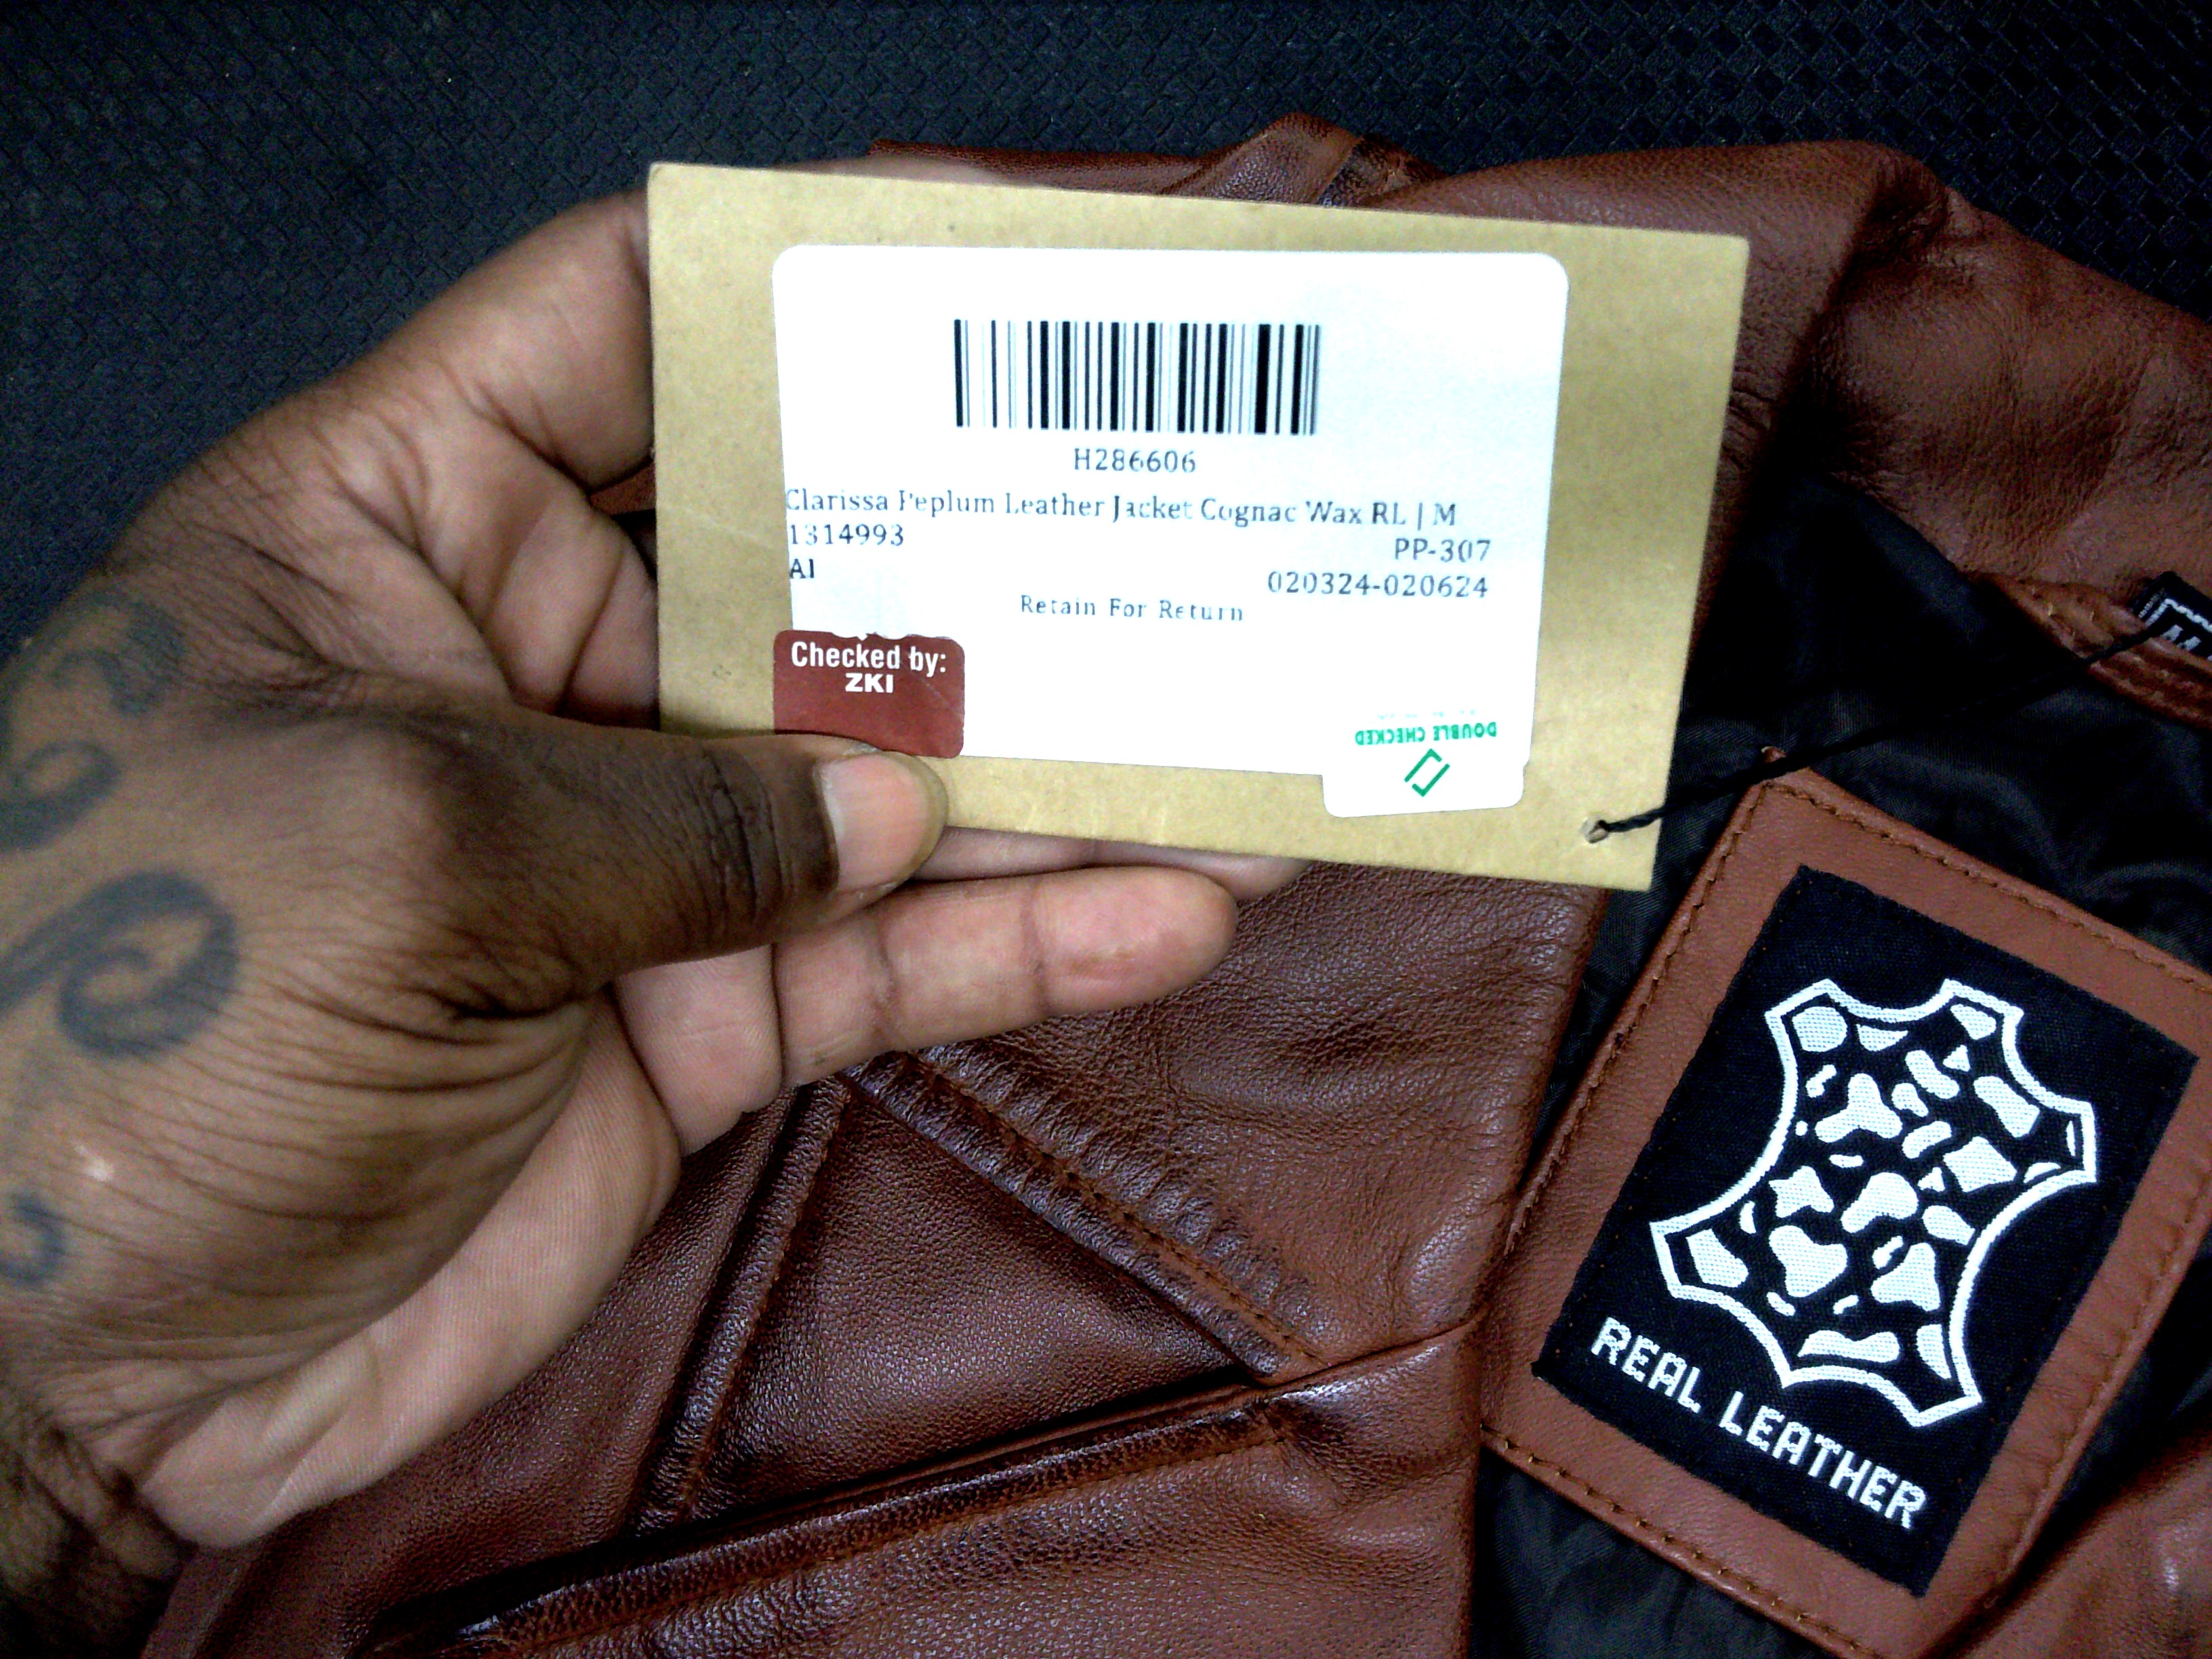 H286606
Clarissa Peplum Leather Jacket Cognac Wax RL | M
1314993
PP-307
AI
020324-020624
Retain For Return
Checked by:
ZKI
DOUBLE CHECKED
REAL LEATHER